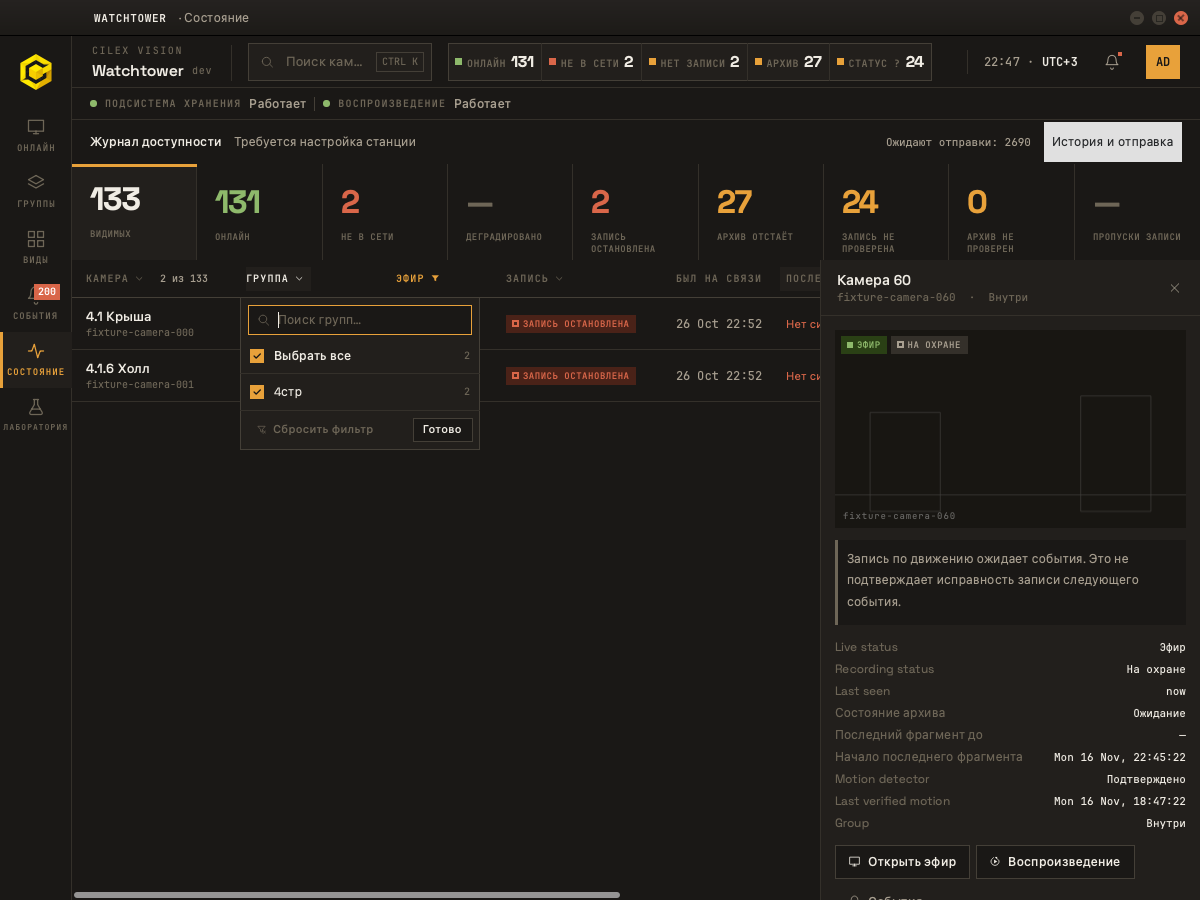 WATCHTOWER · Состояние
CILEX VISION
Watchtower dev
Поиск кам... CTRL K
ОНЛАЙН 131 НЕ В СЕТИ 2 НЕТ ЗАПИСИ 2 АРХИВ 27 СТАТУС ? 24
22:47 · UTC+3
AD
ПОДСИСТЕМА ХРАНЕНИЯ Работает ВОСПРОИЗВЕДЕНИЕ Работает
Журнал доступности Требуется настройка станции
Ожидают отправки: 2690 История и отправка
ОНЛАЙН
ГРУППЫ
ВИДЫ
200
СОБЫТИЯ
СОСТОЯНИЕ
ЛАБОРАТОРИЯ
133
ВИДИМЫХ
131
ОНЛАЙН
2
НЕ В СЕТИ
—
ДЕГРАДИРОВАНО
2
ЗАПИСЬ
ОСТАНОВЛЕНА
27
АРХИВ ОТСТАЁТ
24
ЗАПИСЬ НЕ
ПРОВЕРЕНА
0
АРХИВ НЕ
ПРОВЕРЕН
—
ПРОПУСКИ ЗАПИСИ
КАМЕРА 2 из 133 ГРУППА ЭФИР ЗАПИСЬ БЫЛ НА СВЯЗИ ПОСЛЕ
4.1 Крыша
fixture-camera-000
ЗАПИСЬ ОСТАНОВЛЕНА 26 Oct 22:52 Нет си
4.1.6 Холл
fixture-camera-001
ЗАПИСЬ ОСТАНОВЛЕНА 26 Oct 22:52 Нет си
Поиск групп...
Выбрать все 2
4стр 2
Сбросить фильтр Готово
Камера 60
fixture-camera-060 · Внутри
ЭФИР НА ОХРАНЕ
fixture-camera-060
Запись по движению ожидает события. Это не
подтверждает исправность записи следующего
события.
Live status Эфир
Recording status На охране
Last seen now
Состояние архива Ожидание
Последний фрагмент до —
Начало последнего фрагмента Mon 16 Nov, 22:45:22
Motion detector Подтверждено
Last verified motion Mon 16 Nov, 18:47:22
Group Внутри
Открыть эфир Воспроизведение